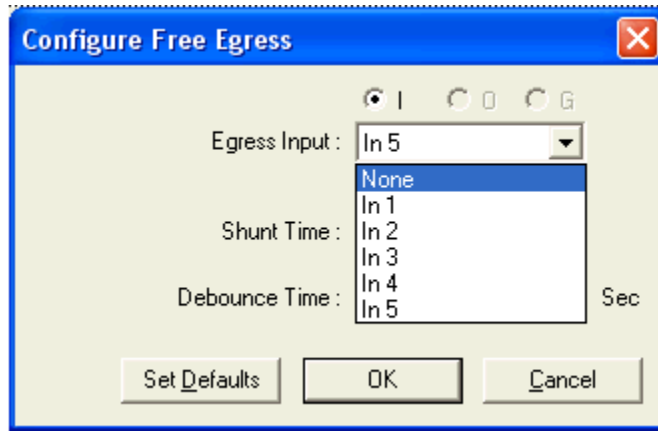 Configure Free Egress
I O G
Egress Input : In 5
None
In 1
Shunt Time : In 2
In 3
In 4
Debounce Time : In 5 Sec
Set Defaults OK Cancel